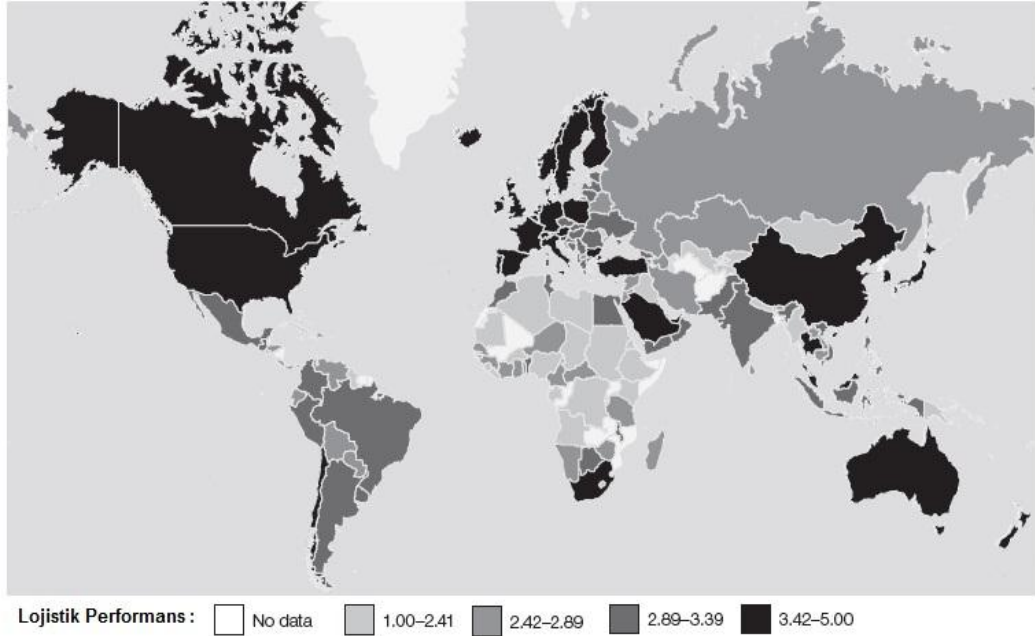 Lojistik Performans : No data 1.00–2.41 2.42–2.89 2.89–3.39 3.42–5.00